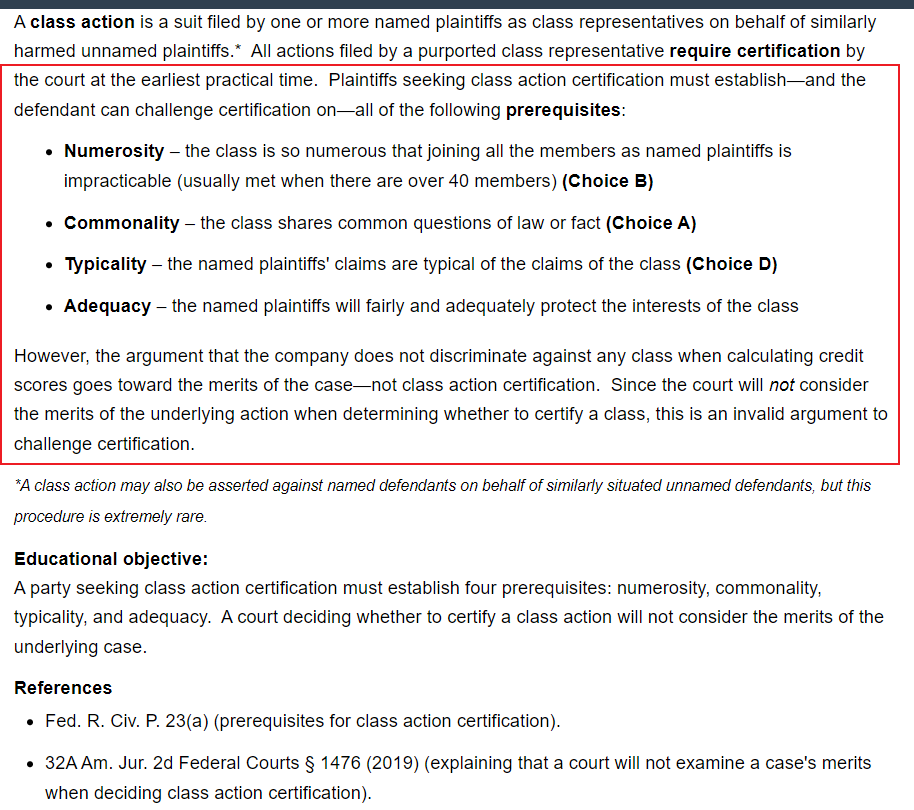 A class action is a suit filed by one or more named plaintiffs as class representatives on behalf of similarly
harmed unnamed plaintiffs.* All actions filed by a purported class representative require certification by
the court at the earliest practical time. Plaintiffs seeking class action certification must establish—and the
defendant can challenge certification on—all of the following prerequisites:
• Numerosity – the class is so numerous that joining all the members as named plaintiffs is
impracticable (usually met when there are over 40 members) (Choice B)
• Commonality – the class shares common questions of law or fact (Choice A)
• Typicality – the named plaintiffs' claims are typical of the claims of the class (Choice D)
• Adequacy – the named plaintiffs will fairly and adequately protect the interests of the class
However, the argument that the company does not discriminate against any class when calculating credit
scores goes toward the merits of the case—not class action certification. Since the court will not consider
the merits of the underlying action when determining whether to certify a class, this is an invalid argument to
challenge certification.
*A class action may also be asserted against named defendants on behalf of similarly situated unnamed defendants, but this
procedure is extremely rare.
Educational objective:
A party seeking class action certification must establish four prerequisites: numerosity, commonality,
typicality, and adequacy. A court deciding whether to certify a class action will not consider the merits of the
underlying case.
References
• Fed. R. Civ. P. 23(a) (prerequisites for class action certification).
• 32A Am. Jur. 2d Federal Courts § 1476 (2019) (explaining that a court will not examine a case's merits
when deciding class action certification).